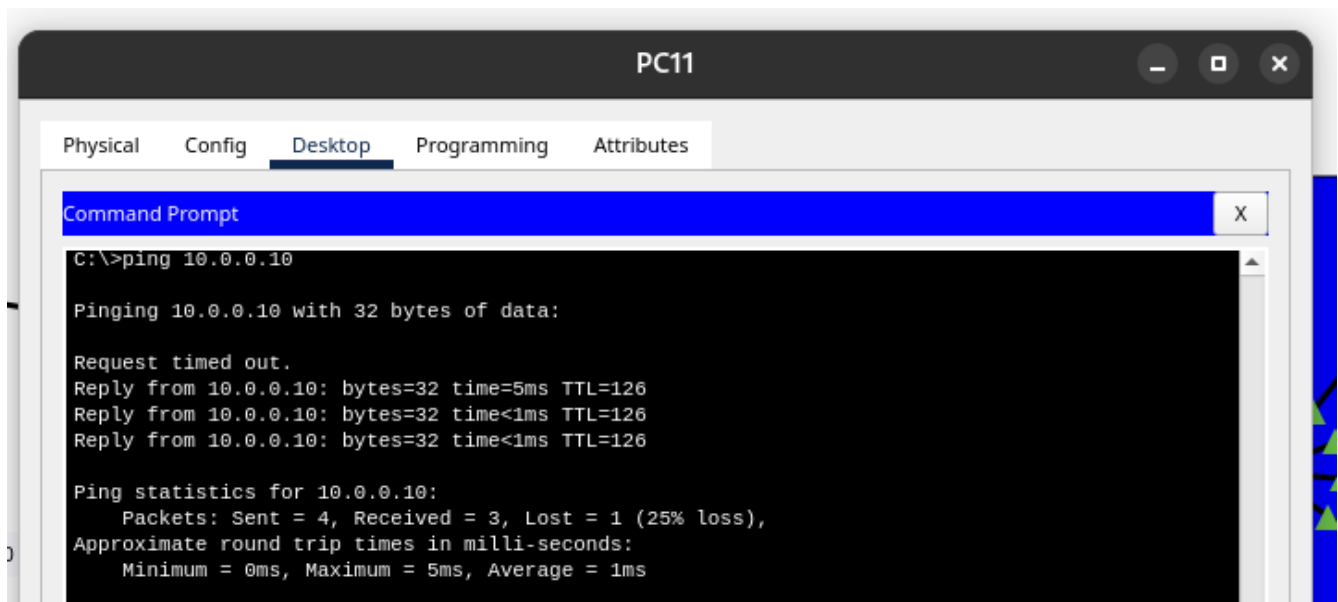 PC11
Physical Config Desktop Programming Attributes
Command Prompt X
C:\>ping 10.0.0.10
Pinging 10.0.0.10 with 32 bytes of data:
Request timed out.
Reply from 10.0.0.10: bytes=32 time=5ms TTL=126
Reply from 10.0.0.10: bytes=32 time<1ms TTL=126
Reply from 10.0.0.10: bytes=32 time<1ms TTL=126
Ping statistics for 10.0.0.10:
Packets: Sent = 4, Received = 3, Lost = 1 (25% loss),
Approximate round trip times in milli-seconds:
Minimum = 0ms, Maximum = 5ms, Average = 1ms